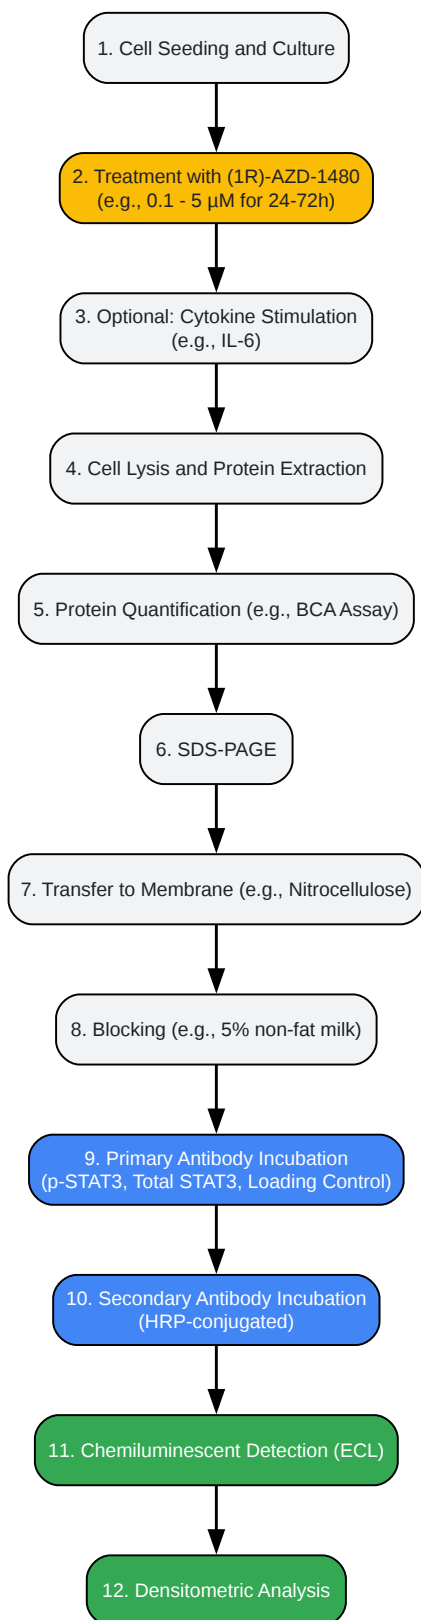 1. Cell Seeding and Culture
2. Treatment with (1R)-AZD-1480
(e.g., 0.1 - 5 µM for 24-72h)
3. Optional: Cytokine Stimulation
(e.g., IL-6)
4. Cell Lysis and Protein Extraction
5. Protein Quantification (e.g., BCA Assay)
6. SDS-PAGE
7. Transfer to Membrane (e.g., Nitrocellulose)
8. Blocking (e.g., 5% non-fat milk)
9. Primary Antibody Incubation
(p-STAT3, Total STAT3, Loading Control)
10. Secondary Antibody Incubation
(HRP-conjugated)
11. Chemiluminescent Detection (ECL)
12. Densitometric Analysis